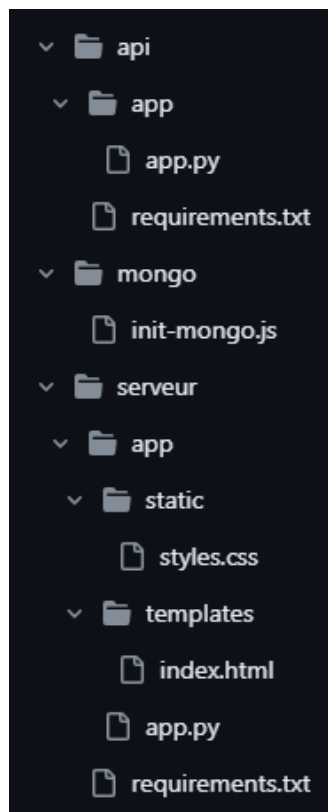 api
app
app.py
requirements.txt
mongo
init-mongo.js
serveur
app
static
styles.css
templates
index.html
app.py
requirements.txt